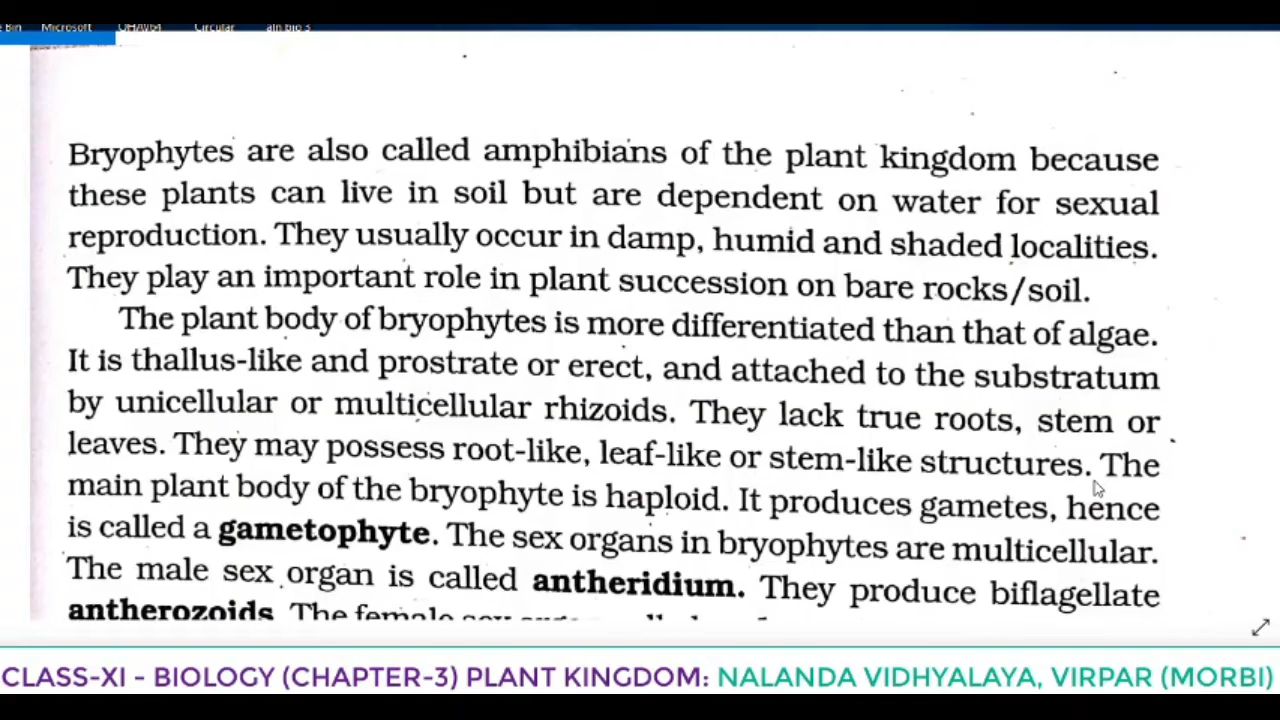 Bin Microsoft Circular
Bryophytes are also called amphibians of the plant kingdom because
these plants can live in soil but are dependent on water for sexual
reproduction. They usually occur in damp, humid and shaded localities.
They play an important role in plant succession on bare rocks/soil.
The plant body of bryophytes is more differentiated than that of algae.
It is thallus-like and prostrate or erect, and attached to the substratum
by unicellular or multicellular rhizoids. They lack true roots, stem or
leaves. They may possess root-like, leaf-like or stem-like structures. The
main plant body of the bryophyte is haploid. It produces gametes, hence
is called a gametophyte. The sex organs in bryophytes are multicellular.
The male sex organ is called antheridium. They produce biflagellate
antherozoids. The female sex
CLASS-XI - BIOLOGY (CHAPTER-3) PLANT KINGDOM: NALANDA VIDHYALAYA, VIRPAR (MORBI)